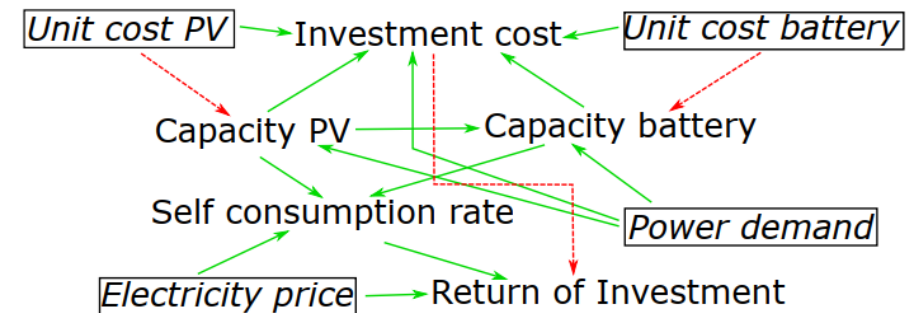 Unit cost PV
Investment cost
Unit cost battery
Capacity PV
Capacity battery
Self consumption rate
Power demand
Electricity price
Return of Investment